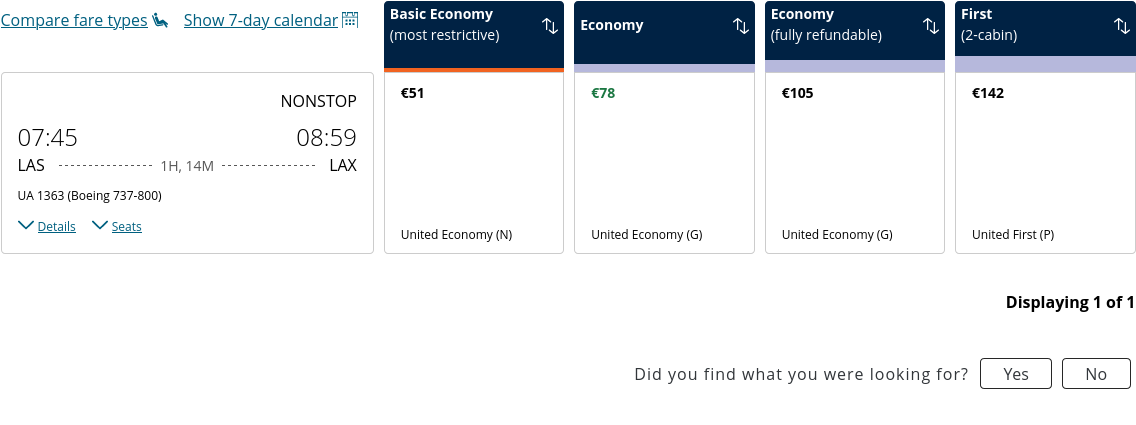 Compare fare types Show 7-day calendar
Basic Economy
(most restrictive)
Economy
Economy
(fully refundable)
First
(2-cabin)
NONSTOP
07:45 08:59
LAS 1H, 14M LAX
UA 1363 (Boeing 737-800)
Details Seats
€51
United Economy (N)
€78
United Economy (G)
€105
United Economy (G)
€142
United First (P)
Displaying 1 of 1
Did you find what you were looking for? Yes No